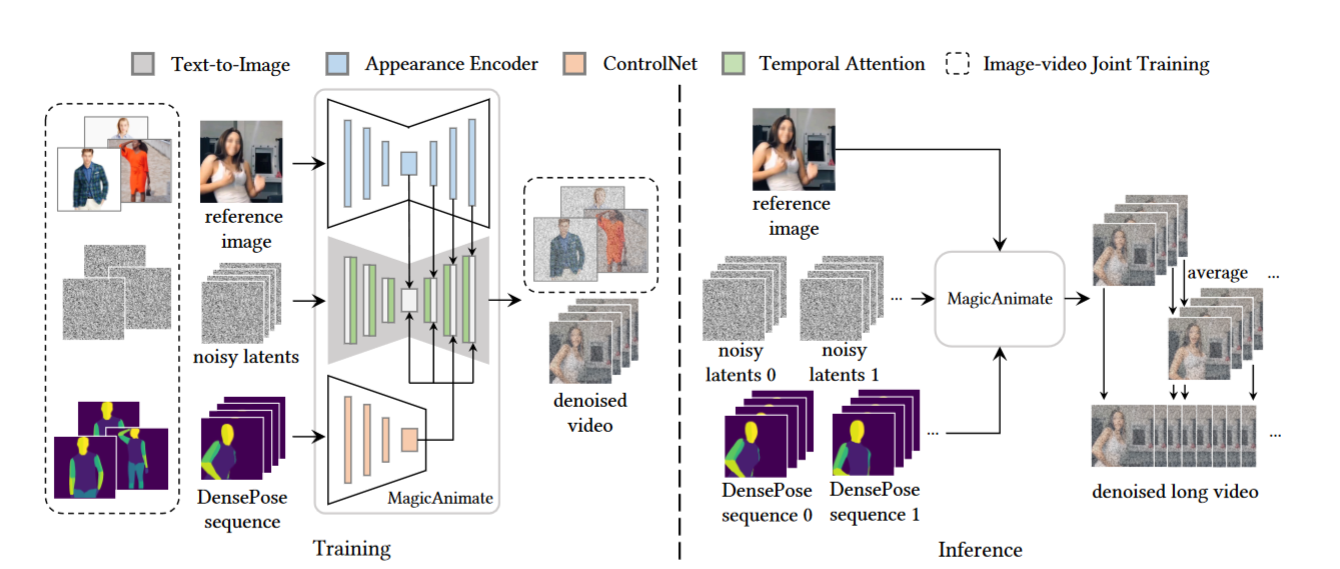 Text-to-Image
Appearance Encoder
ControlNet
Temporal Attention
Image-video Joint Training
reference
image
noisy latents
DensePose
sequence
MagicAnimate
denoised
video
Training
reference
image
noisy
latents 0
noisy
latents 1
...
DensePose
sequence 0
DensePose
sequence 1
...
MagicAnimate
average
...
...
denoised long video
Inference